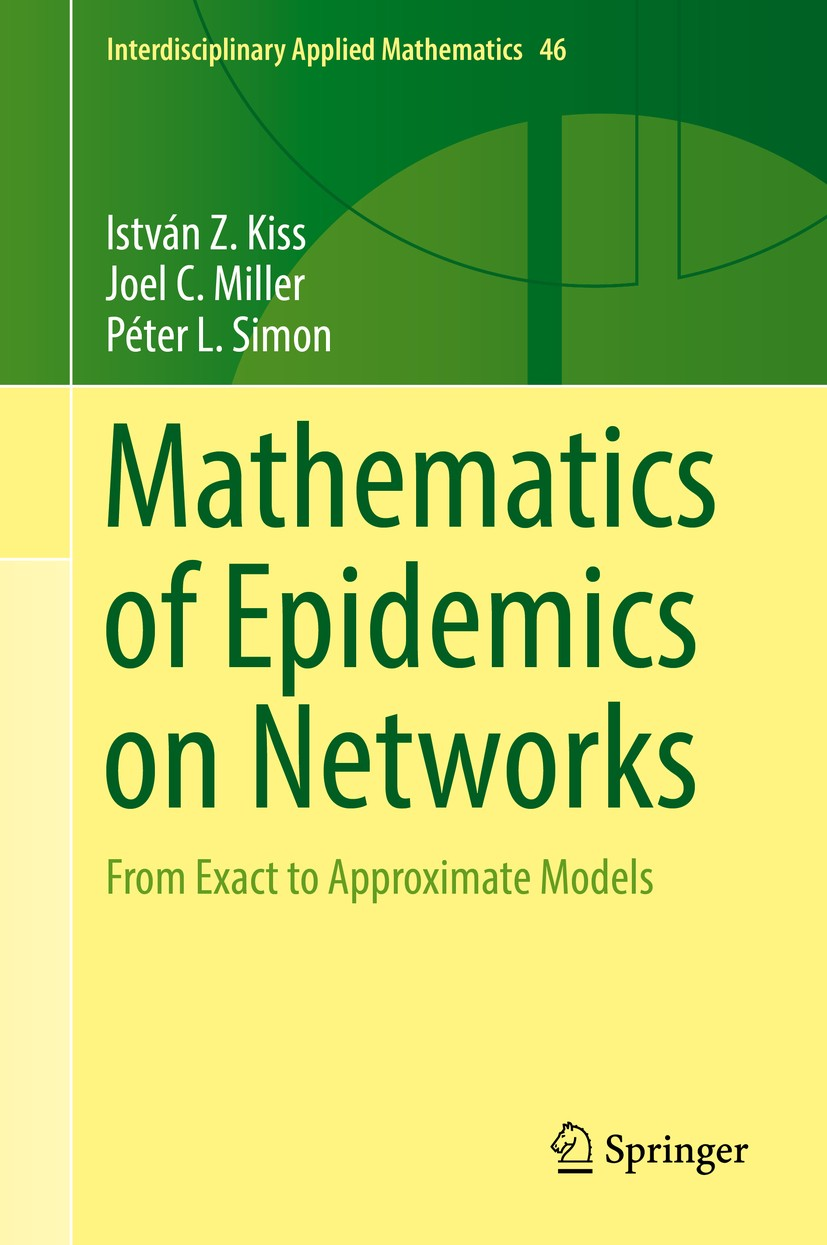 Interdisciplinary Applied Mathematics 46
István Z. Kiss
Joel C. Miller
Péter L. Simon
Mathematics
of Epidemics
on Networks
From Exact to Approximate Models
Springer